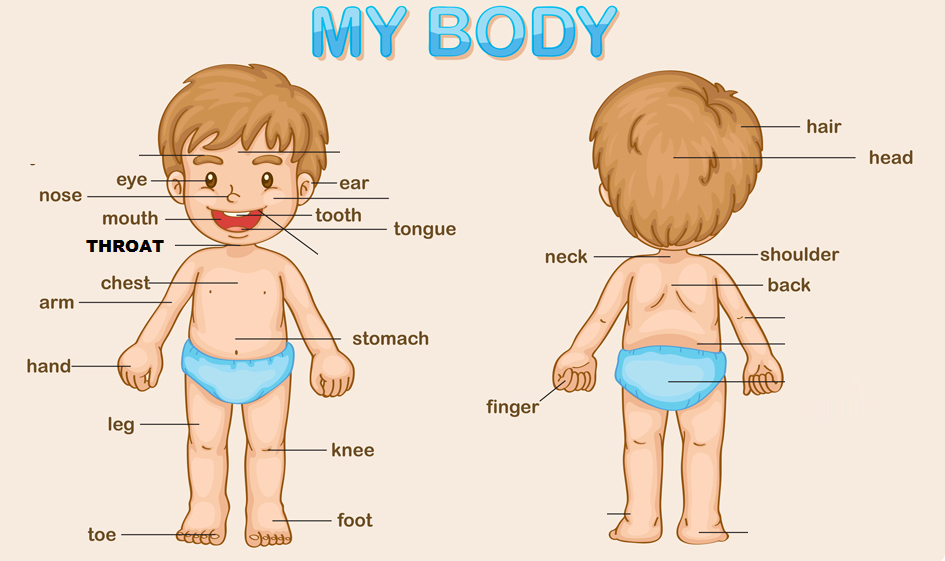 MY BODY
hair
head
eye
ear
nose
mouth
tooth
tongue
THROAT
neck
shoulder
chest
back
arm
stomach
hand
finger
leg
knee
foot
toe